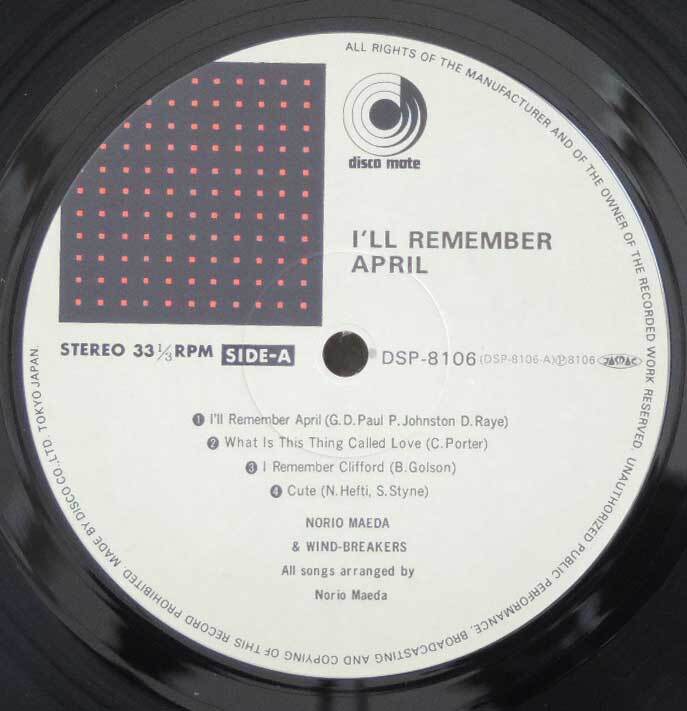 disco mate
I'LL REMEMBER
APRIL
STEREO 33⅓ RPM SIDE-A
DSP-8106 (DSP-8106-A) Ⓟ8106 JASRAC
❶ I'll Remember April (G.D.Paul P.Johnston D.Raye)
❷ What Is This Thing Called Love (C.Porter)
❸ I Remember Clifford (B.Golson)
❹ Cute (N.Hefti, S.Styne)
NORIO MAEDA
& WIND-BREAKERS
All songs arranged by
Norio Maeda
ALL RIGHTS OF THE MANUFACTURER AND OF THE OWNER OF THE RECORDED WORK RESERVED. UNAUTHORIZED PUBLIC PERFORMANCE, BROADCASTING AND COPYING OF THIS RECORD PROHIBITED MADE BY DISCO CO., LTD. TOKYO JAPAN.